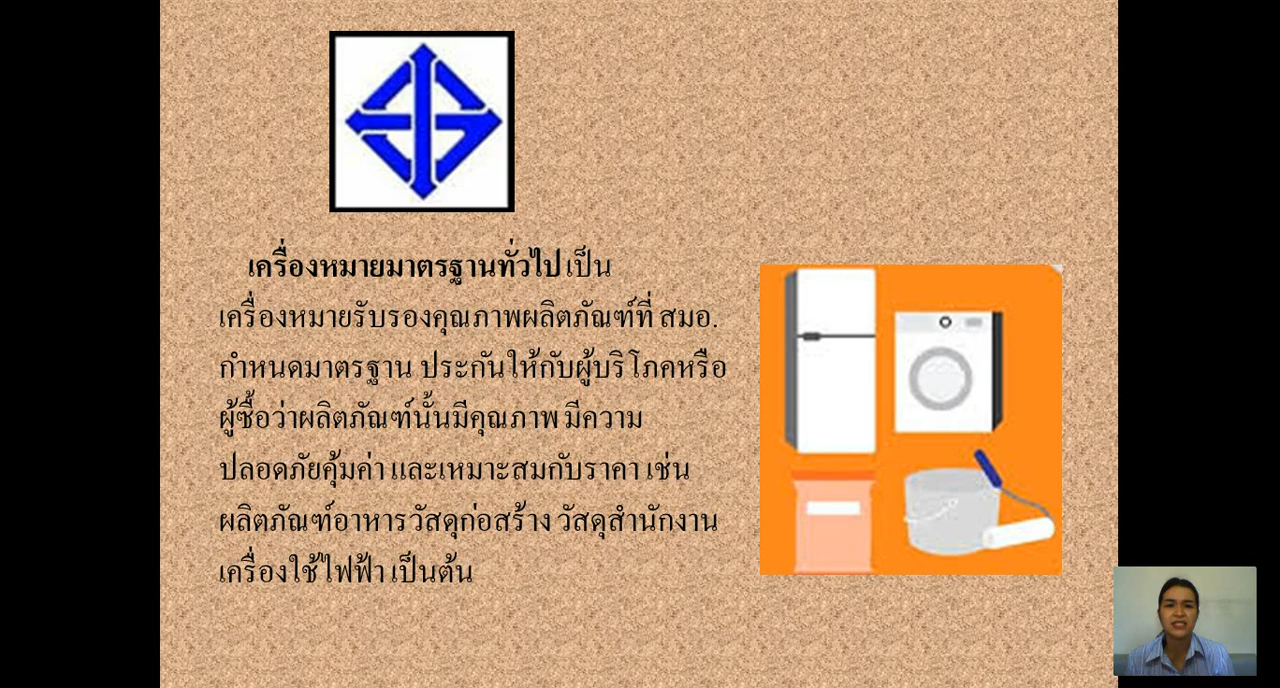 เครื่องหมายมาตรฐานทั่วไป เป็น
เครื่องหมายรับรองคุณภาพผลิตภัณฑ์ที่ สมอ.
กำหนดมาตรฐาน ประกันให้กับผู้บริโภคหรือ
ผู้ซื้อว่าผลิตภัณฑ์นั้นมีคุณภาพ มีความ
ปลอดภัยคุ้มค่า และเหมาะสมกับราคา เช่น
ผลิตภัณฑ์อาหาร วัสดุก่อสร้าง วัสดุสำนักงาน
เครื่องใช้ไฟฟ้า เป็นต้น